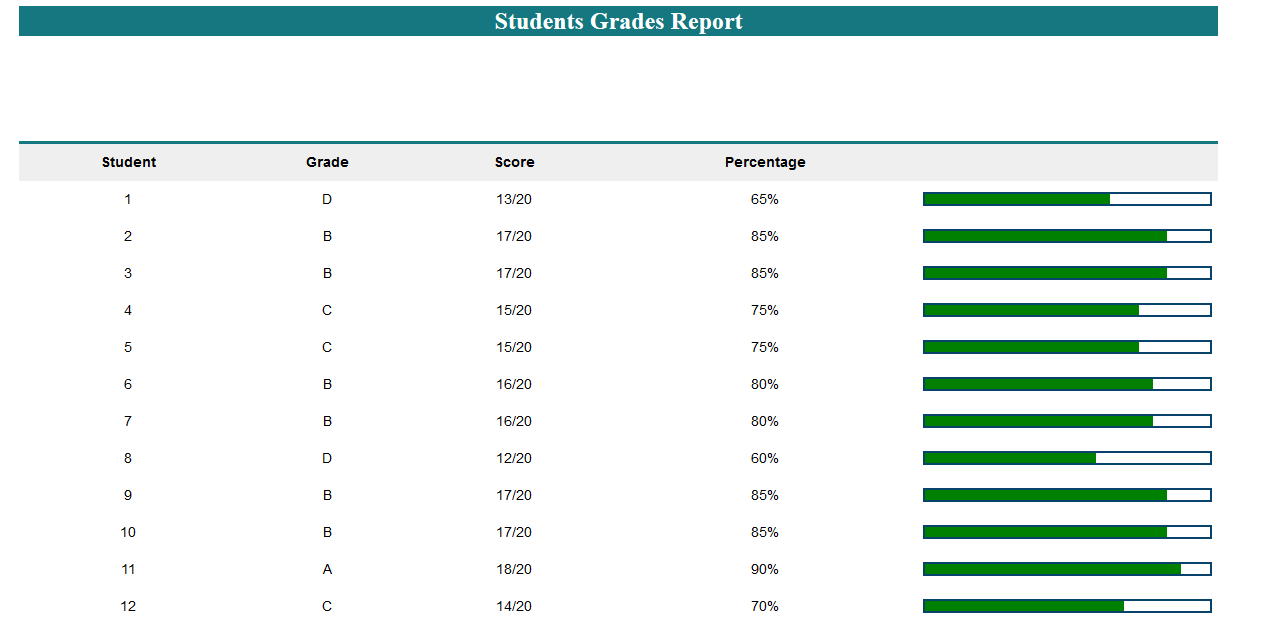 Students Grades Report
Student Grade Score Percentage
1 D 13/20 65%
2 B 17/20 85%
3 B 17/20 85%
4 C 15/20 75%
5 C 15/20 75%
6 B 16/20 80%
7 B 16/20 80%
8 D 12/20 60%
9 B 17/20 85%
10 B 17/20 85%
11 A 18/20 90%
12 C 14/20 70%